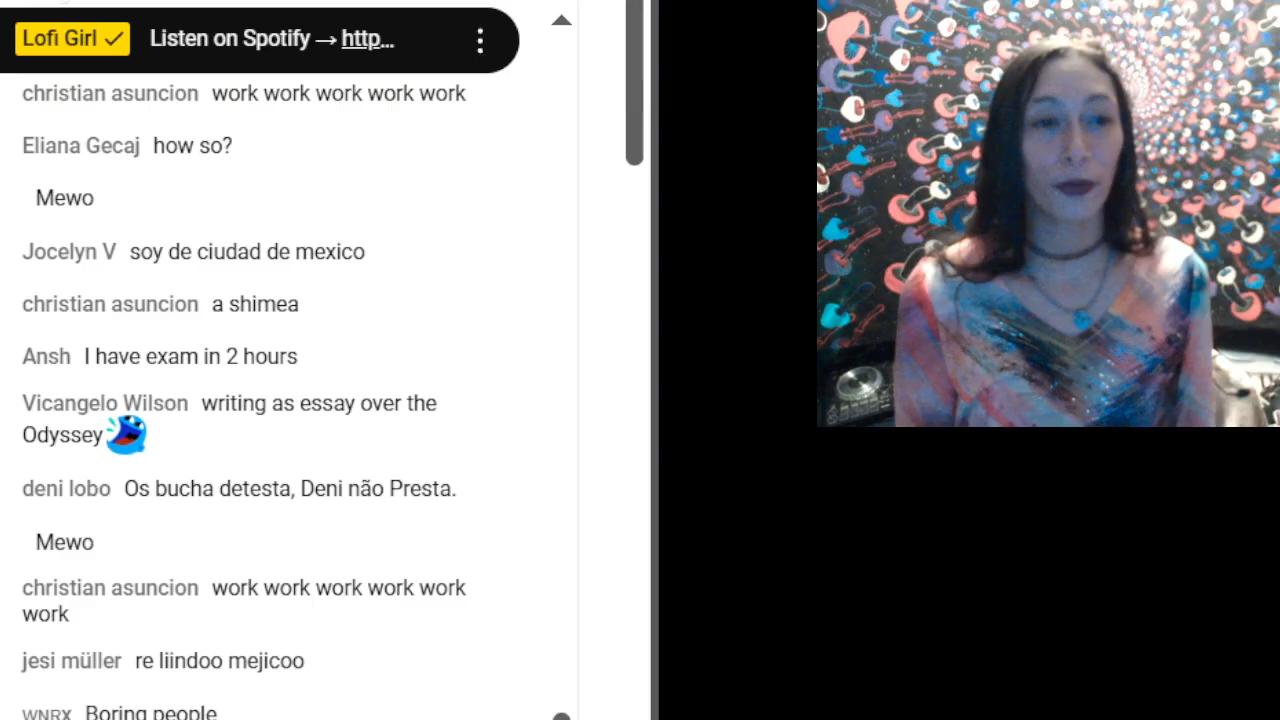 Lofi Girl Listen on Spotify → http...
christian asuncion work work work work work
Eliana Gecaj how so?
Mewo
Jocelyn V soy de ciudad de mexico
christian asuncion a shimea
Ansh I have exam in 2 hours
Vicangelo Wilson writing as essay over the
Odyssey
deni lobo Os bucha detesta, Deni não Presta.
Mewo
christian asuncion work work work work work
work
jesi müller re liindoo mejicoo
WNRX Boring people